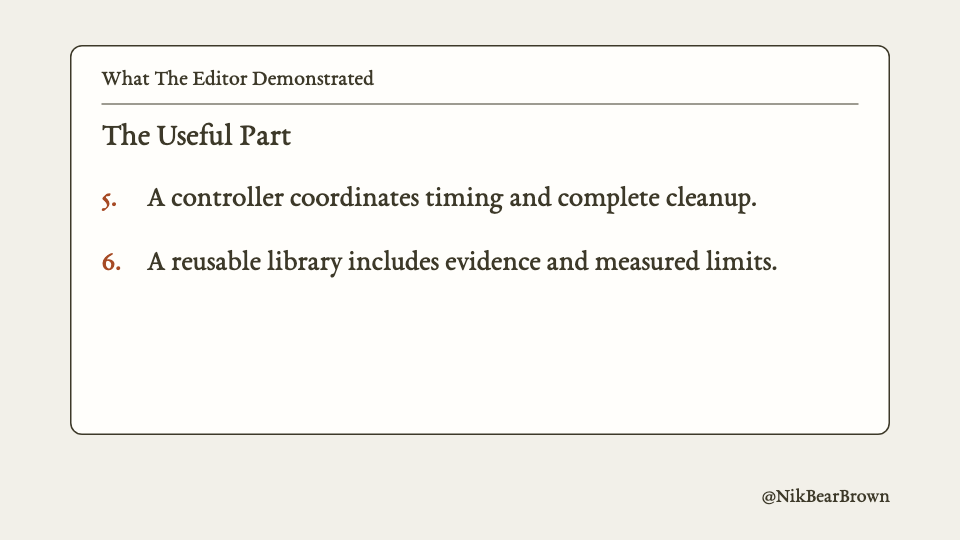 What The Editor Demonstrated
The Useful Part
5. A controller coordinates timing and complete cleanup.
6. A reusable library includes evidence and measured limits.
@NikBearBrown